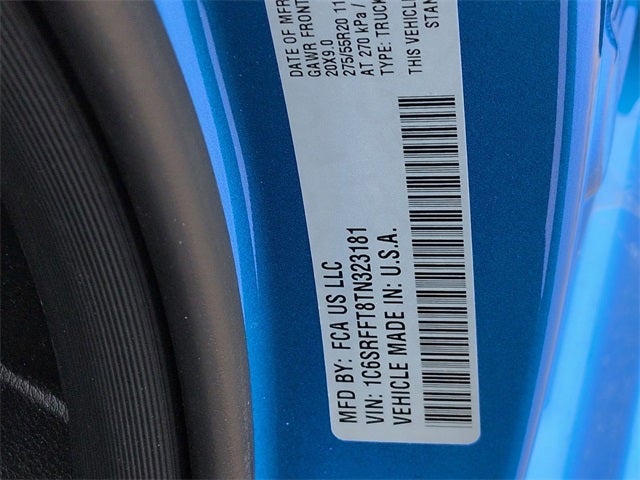 MFD BY: FCA US LLC DATE OF MFR
VIN: 1C6SRFFT8TN323181 GAWR FRONT
VEHICLE MADE IN: U.S.A. 20X9.0
275/55R20 11
AT 270 kPa /
TYPE: TRUCK
THIS VEHICLE
STAN